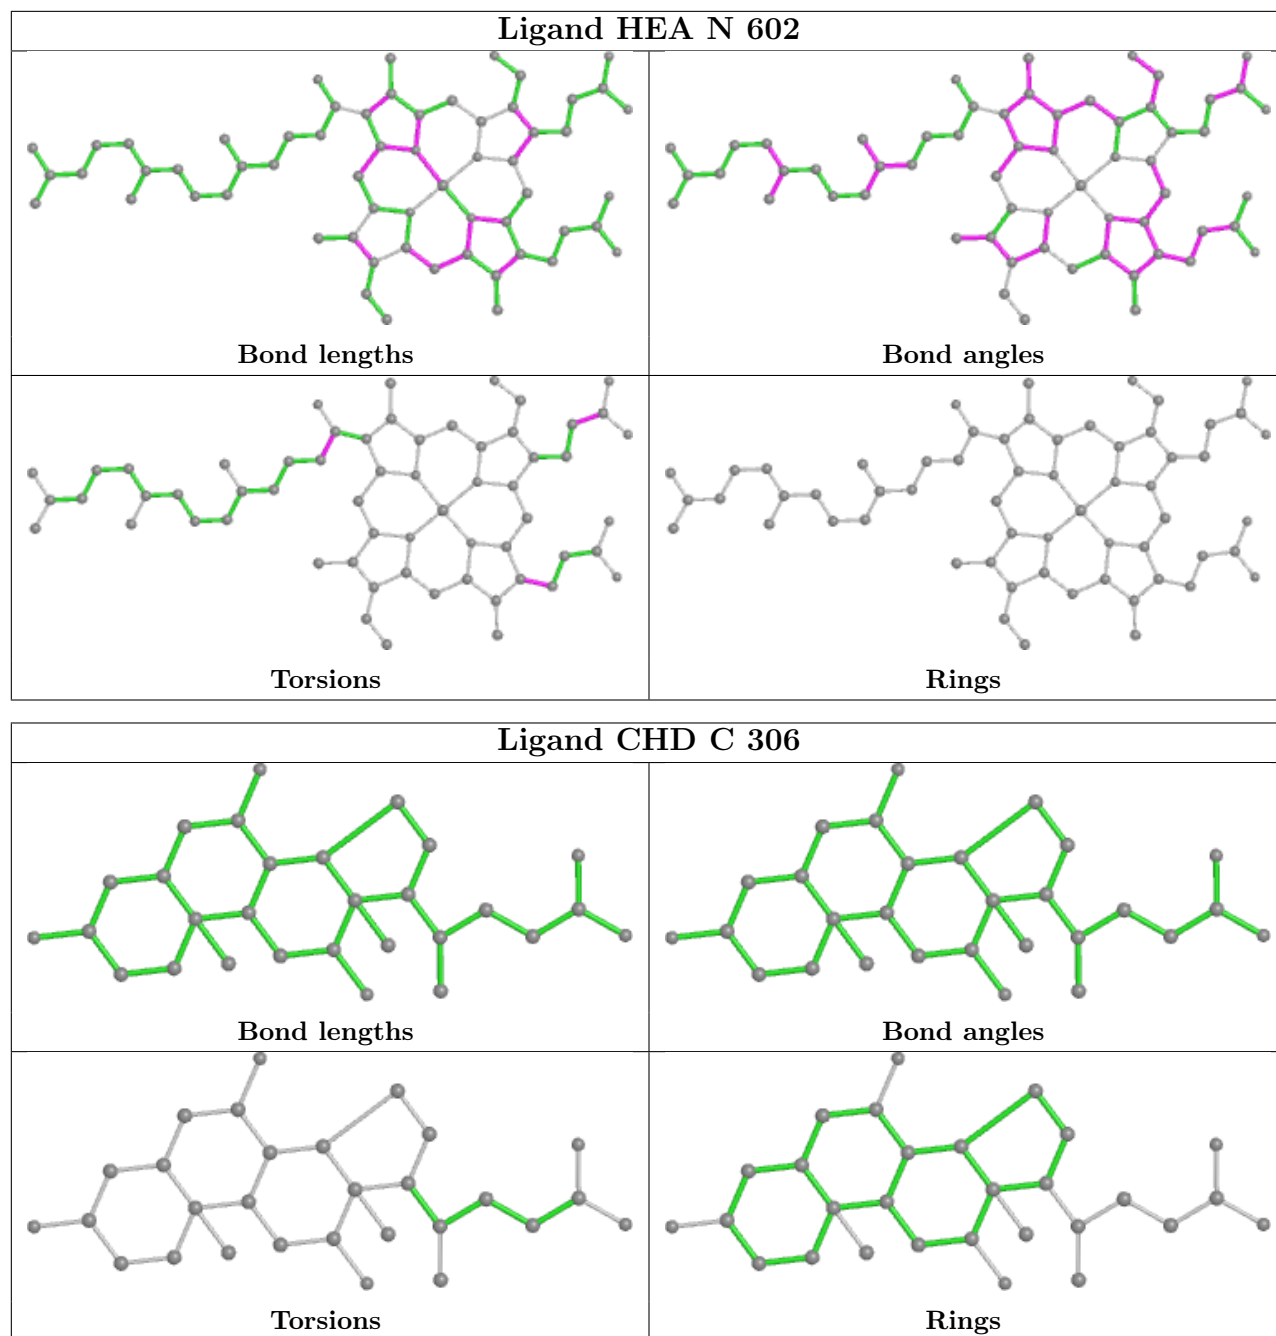 Ligand HEA N 602
Bond lengths
Bond angles
Torsions
Rings
Ligand CHD C 306
Bond lengths
Bond angles
Torsions
Rings